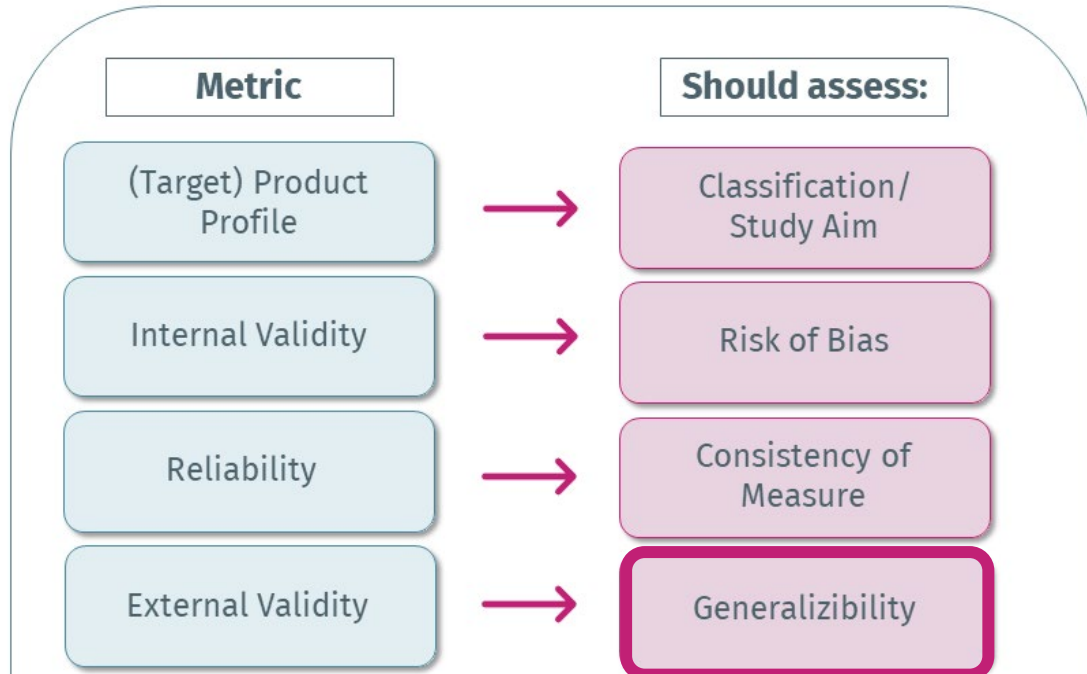 Metric
Should assess:
(Target) Product
Profile
Classification/
Study Aim
Internal Validity
Risk of Bias
Reliability
Consistency of
Measure
External Validity
Generalizibility